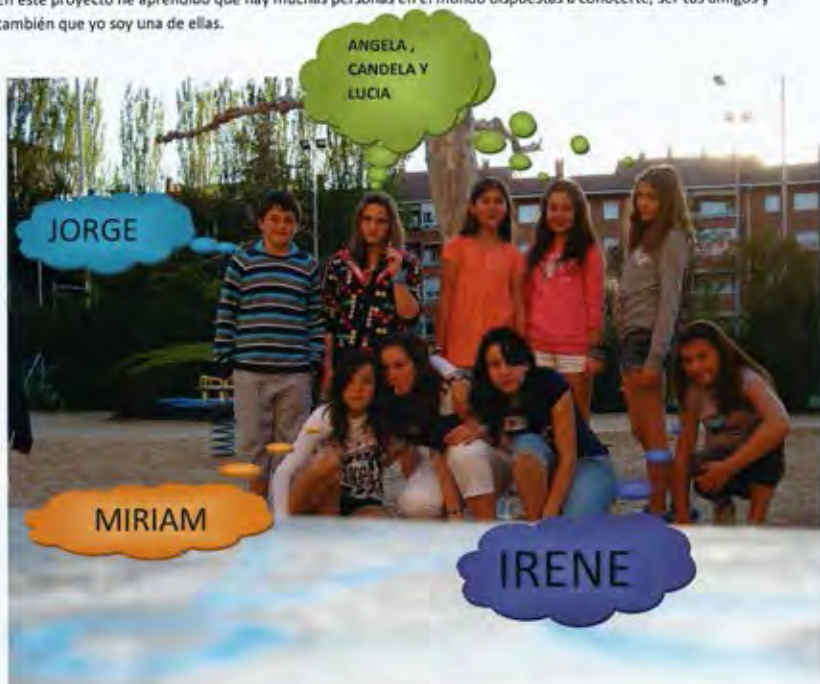 En este proyecto he aprendido que hay muchas personas en el mundo dispuestas a conocerte, ser tus amigos y
también que yo soy una de ellas.
ANGELA ,
CANDELA Y
LUCIA
JORGE
MIRIAM
IRENE